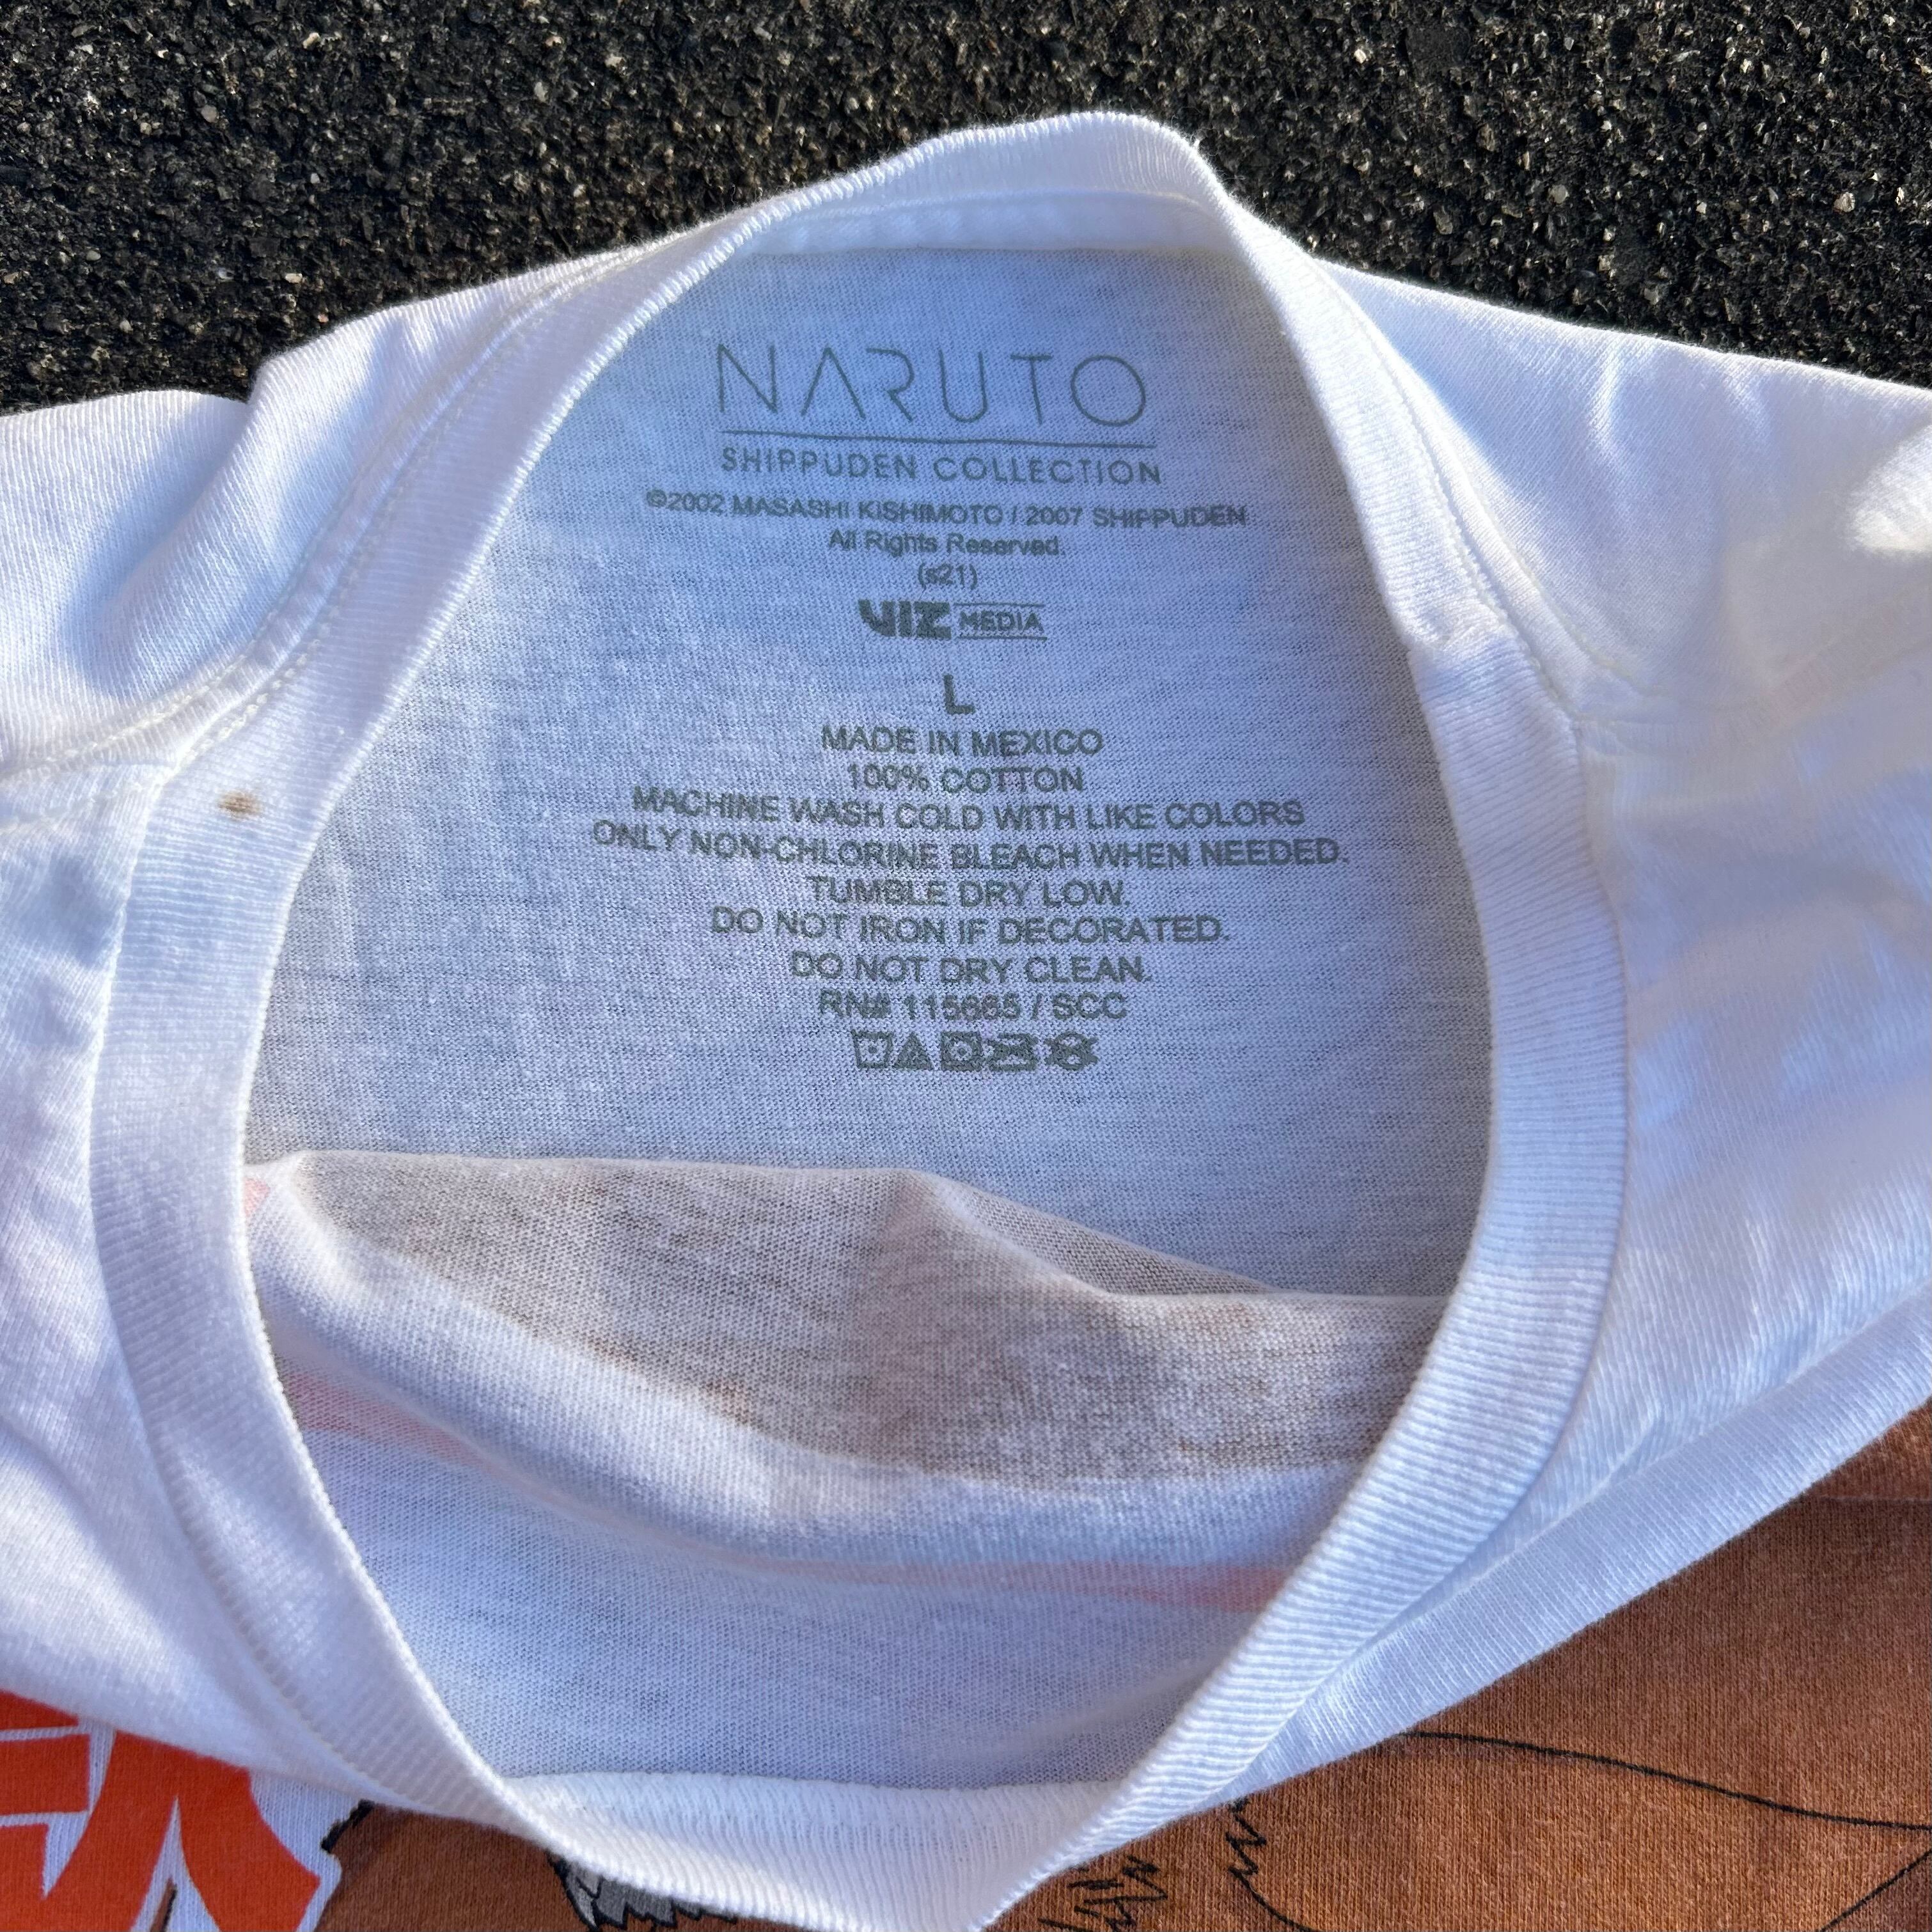 NARUTO
SHIPPUDEN COLLECTION
©2002 MASASHI KISHIMOTO / 2007 SHIPPUDEN
All Rights Reserved.
(s21)
VIZ MEDIA
L
MADE IN MEXICO
100% COTTON
MACHINE WASH COLD WITH LIKE COLORS
ONLY NON-CHLORINE BLEACH WHEN NEEDED.
TUMBLE DRY LOW.
DO NOT IRON IF DECORATED.
DO NOT DRY CLEAN.
RN# 115665 / SCC